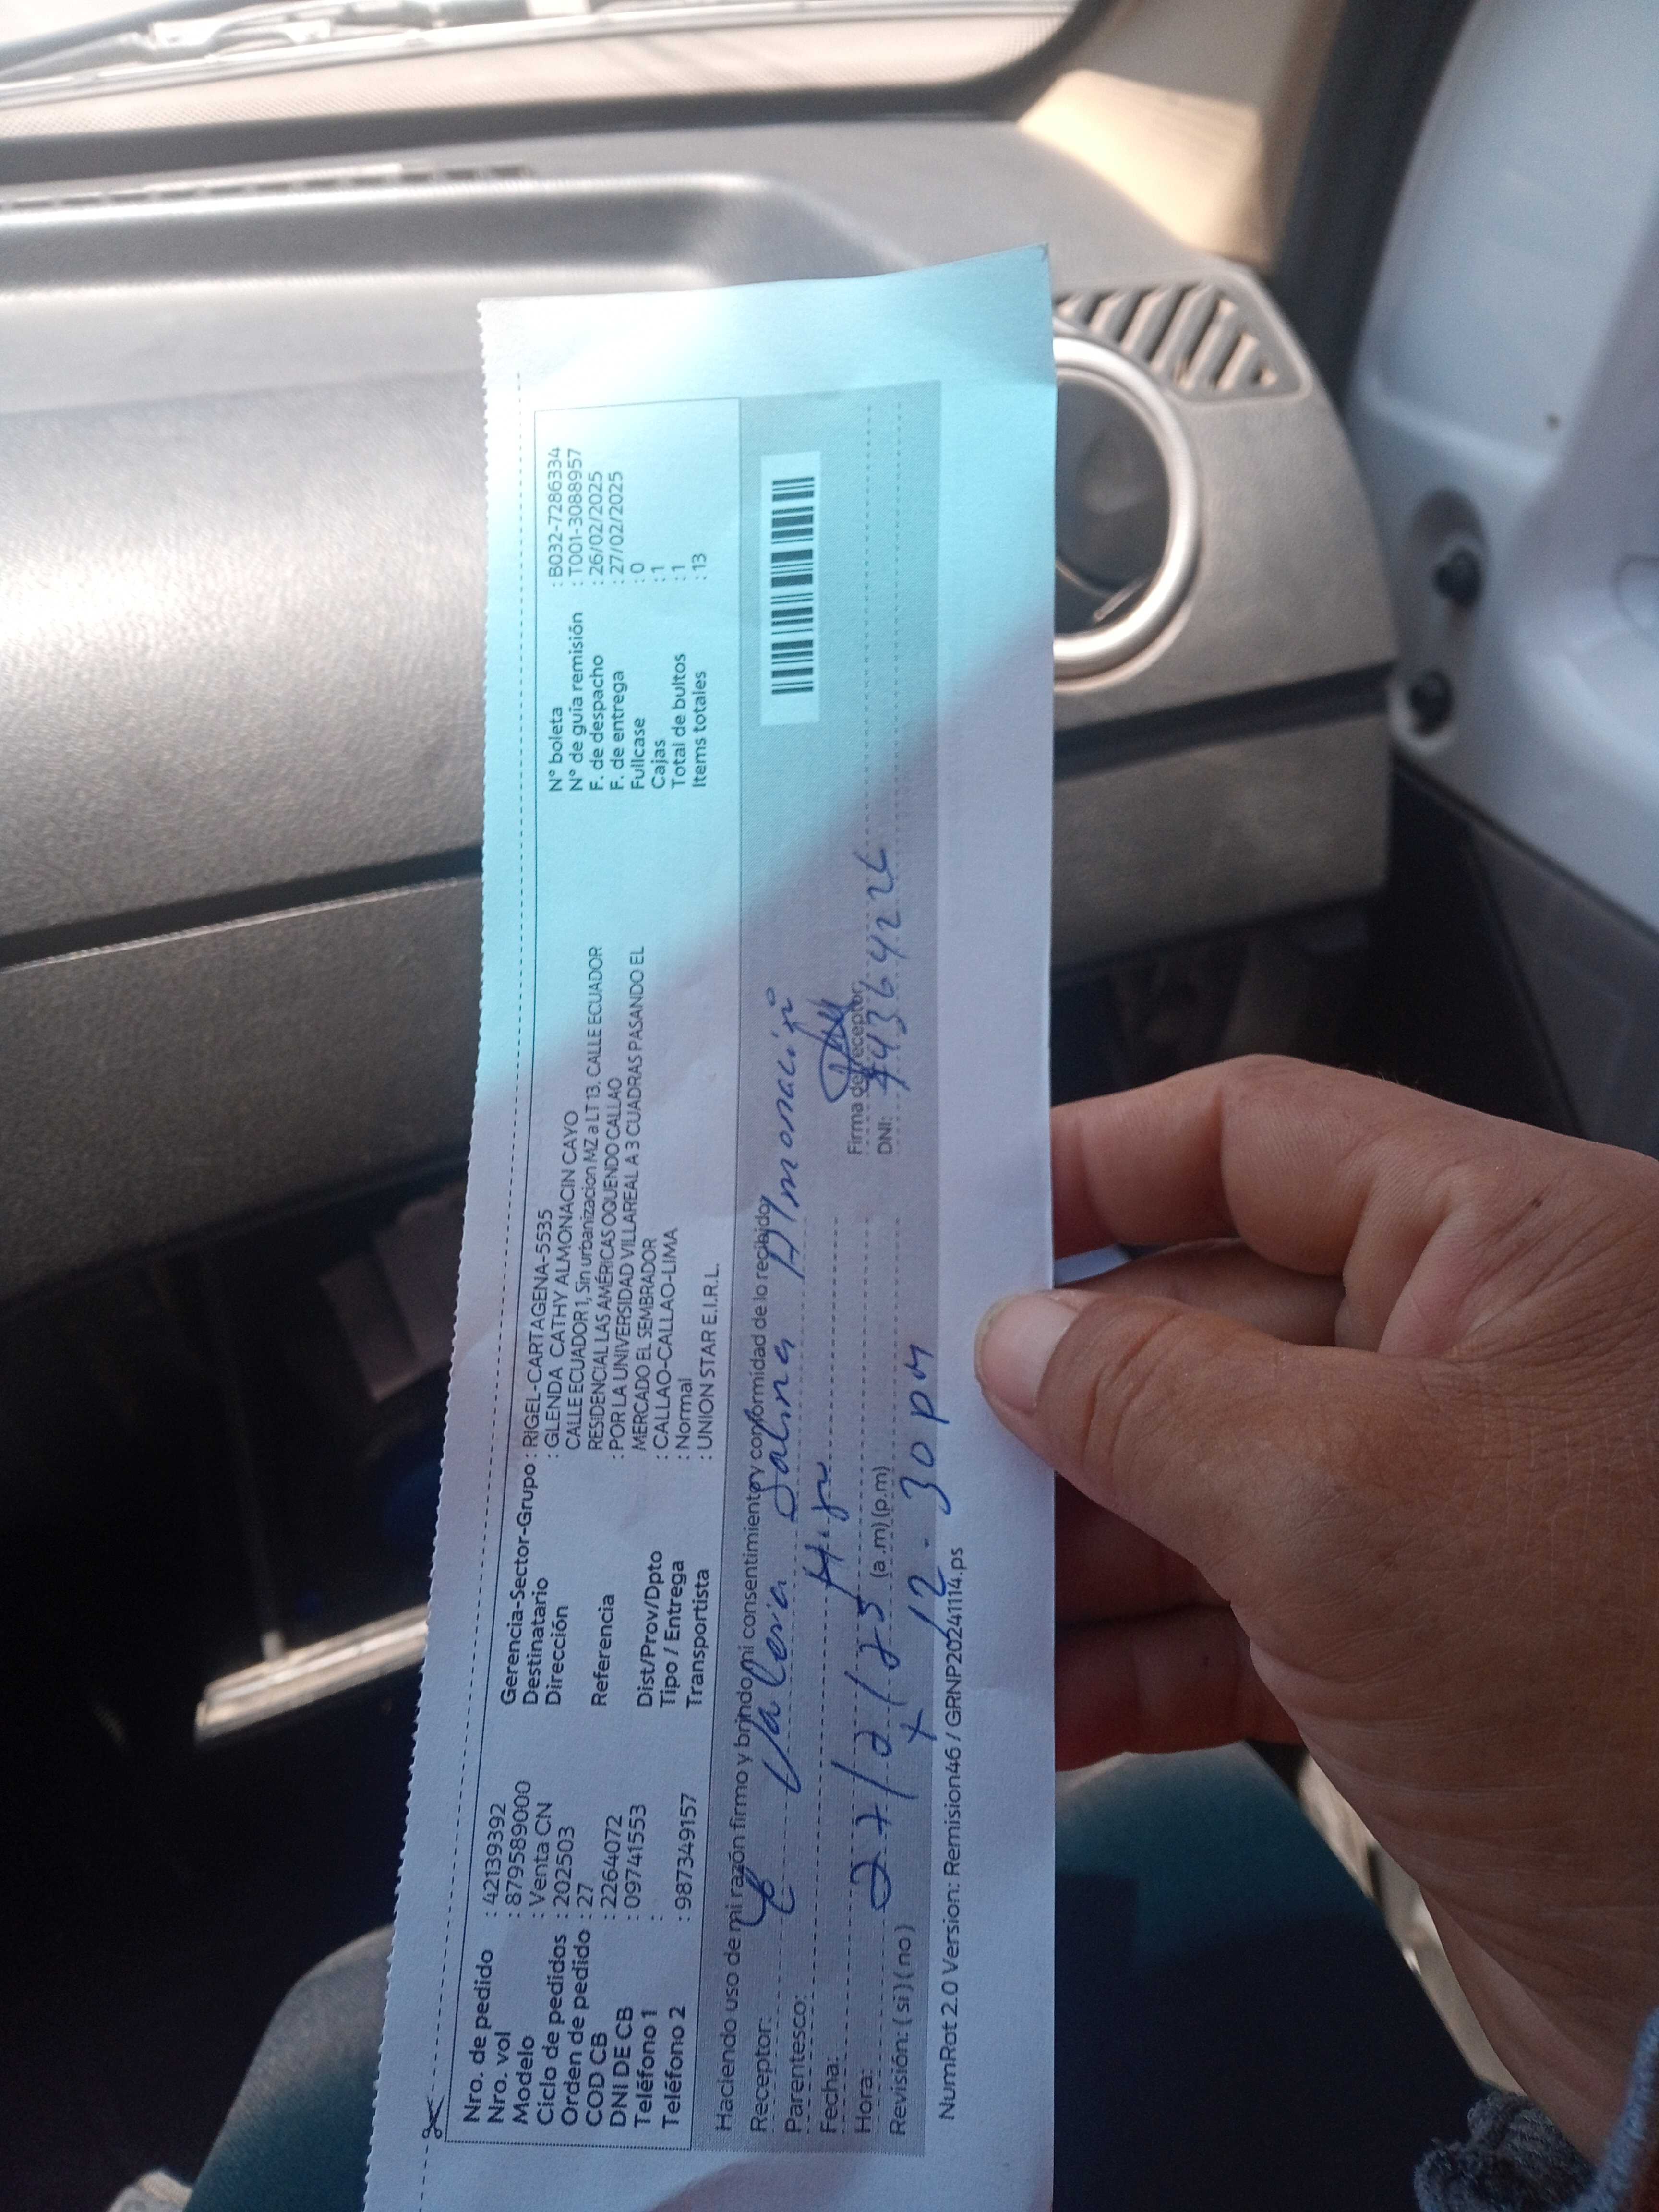 Nro. de pedido : 42139392
Nro. vol : 879589000
Modelo : Venta CN
Ciclo de pedidos : 202503
Orden de pedido : 27
COD CB : 2264072
DNI DE CB : 09741553
Teléfono 1 :
Teléfono 2 : 987349157
Gerencia-Sector-Grupo : RIGEL-CARTAGENA-5535
Destinatario : GLENDA CATHY ALMONACIN CAYO
Dirección CALLE ECUADOR 1, Sin urbanizacion MZ a LT 13. CALLE ECUADOR
RESIDENCIAL LAS AMÉRICAS OQUENDO CALLAO
Referencia : POR LA UNIVERSIDAD VILLAREAL A 3 CUADRAS PASANDO EL
MERCADO EL SEMBRADOR
Dist/Prov/Dpto : CALLAO-CALLAO-LIMA
Tipo / Entrega : Normal
Transportista : UNION STAR E.I.R.L.
N° boleta : B032-7286334
N° de guía remisión : T001-3088957
F. de despacho : 26/02/2025
F. de entrega : 27/02/2025
Fullcase : 0
Cajas : 1
Total de bultos : 1
Items totales : 13
Haciendo uso de mi razón firmo y brindo mi consentimiento y conformidad de lo recibido
Receptor: Valeria Salina Almonacin
Parentesco:
Fecha: 27/2/25
Hora: (a.m) (p.m) 12.30 pm
Revisión: ( si ) ( no )
Firma de receptor
DNI:
NumRot 2.0 Version: Remision46 / GRNP20241114.ps